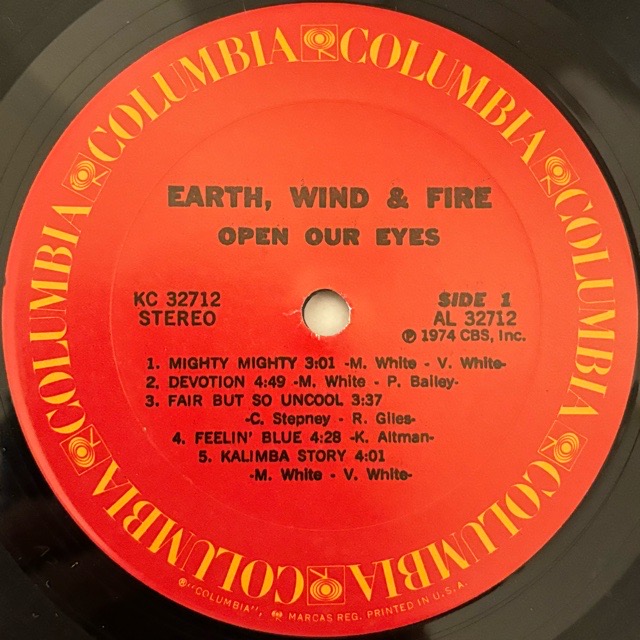 COLUMBIA COLUMBIA COLUMBIA COLUMBIA COLUMBIA COLUMBIA COLUMBIA COLUMBIA
EARTH, WIND & FIRE
OPEN OUR EYES
KC 32712 SIDE 1
STEREO AL 32712
℗ 1974 CBS, Inc.
1. MIGHTY MIGHTY 3:01 -M. White - V. White-
2. DEVOTION 4:49 -M. White - P. Bailey-
3. FAIR BUT SO UNCOOL 3:37
-C. Stepney - R. Giles-
4. FEELIN' BLUE 4:28 -K. Altman-
5. KALIMBA STORY 4:01
-M. White - V. White-
®"COLUMBIA", MARCAS REG. PRINTED IN U.S.A.